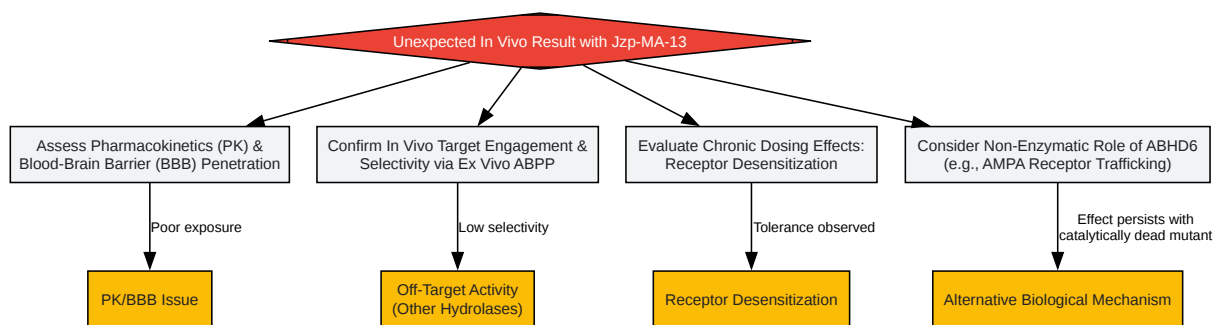 Unexpected In Vivo Result with Jzp-MA-13
Assess Pharmacokinetics (PK) &
Blood-Brain Barrier (BBB) Penetration
Confirm In Vivo Target Engagement &
Selectivity via Ex Vivo ABPP
Evaluate Chronic Dosing Effects:
Receptor Desensitization
Consider Non-Enzymatic Role of ABHD6
(e.g., AMPA Receptor Trafficking)
Poor exposure
Low selectivity
Tolerance observed
Effect persists with
catalytically dead mutant
PK/BBB Issue
Off-Target Activity
(Other Hydrolases)
Receptor Desensitization
Alternative Biological Mechanism